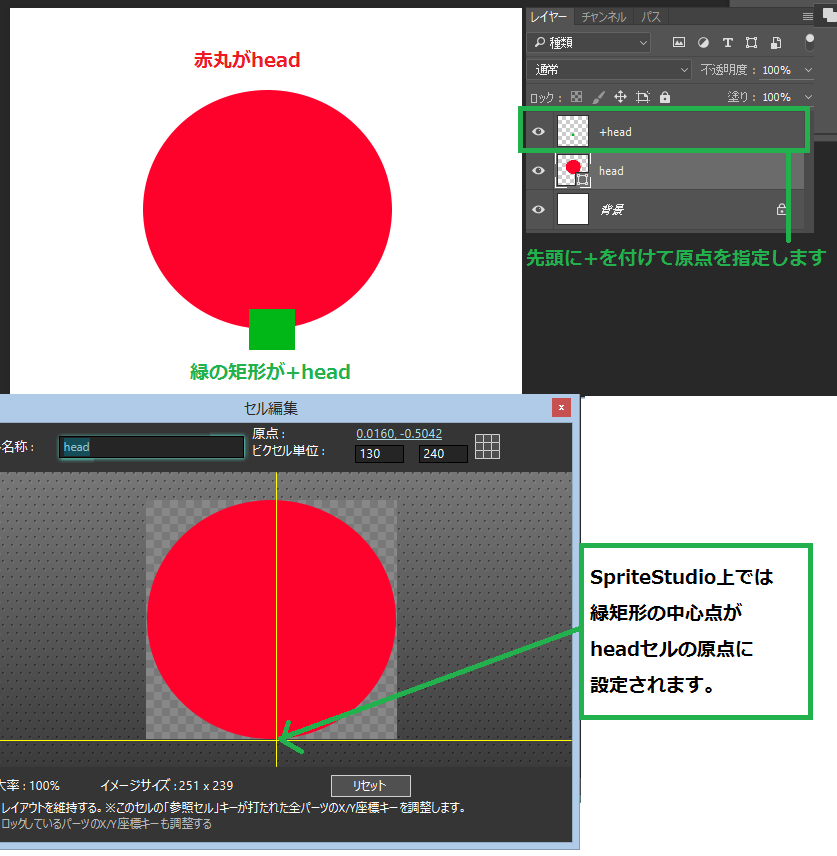 赤丸がhead
緑の矩形が+head
レイヤー
チャンネル
パス
種類
T
通常
不透明度:
100%
ロック:
塗り:
100%
+head
head
背景
先頭に+を付けて原点を指定します
セル編集
x
名称:
head
原点:
0.0160, -0.5042
ピクセル単位:
130
240
SpriteStudio上では
緑矩形の中心点が
headセルの原点に
設定されます。
大率:100%
イメージサイズ:251 x 239
リセット
レイアウトを維持する。※このセルの「参照セル」キーが打たれた全パーツのX/Y座標キーを調整します。
ロックしているパーツのX/Y座標キーも調整する